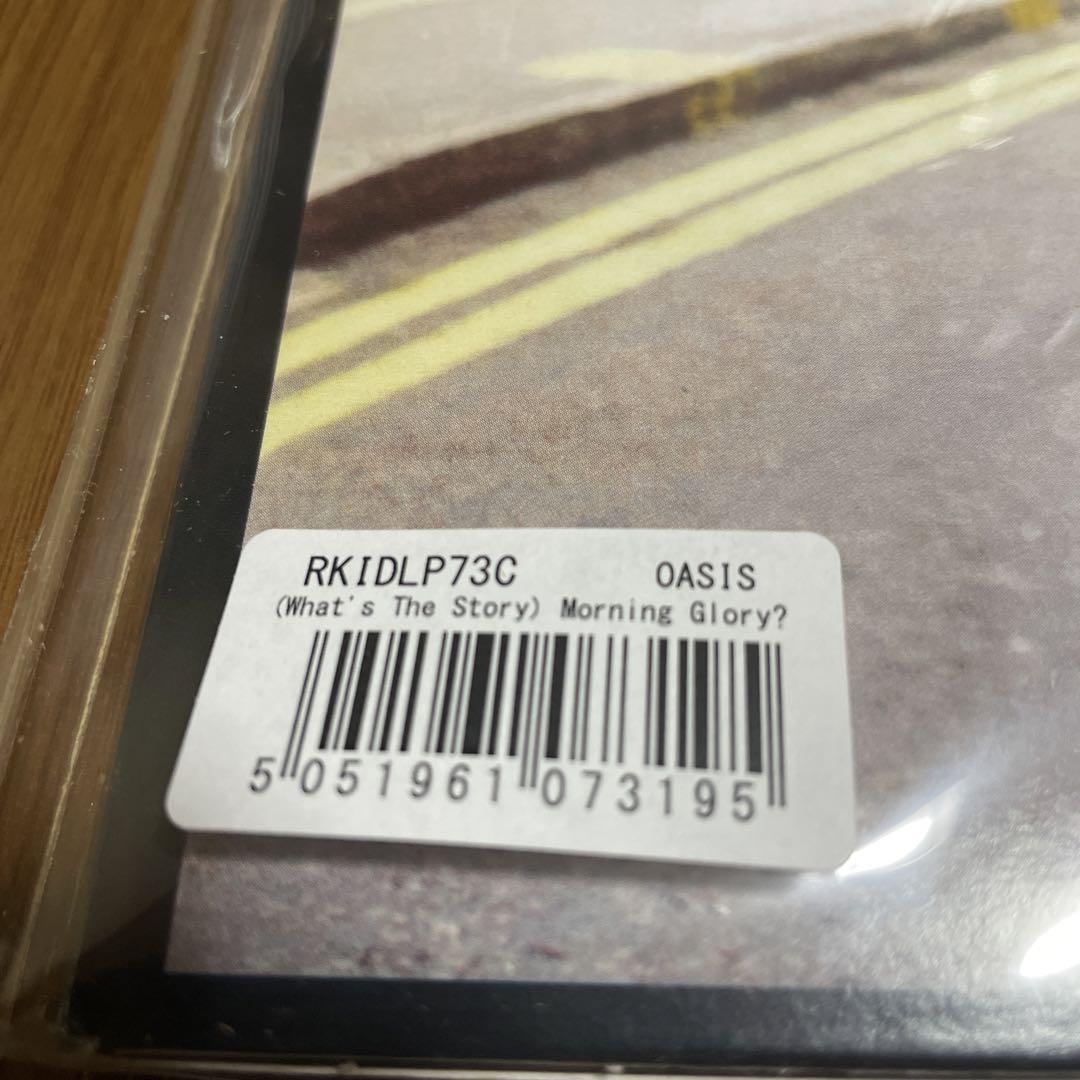 RKIDLP73C OASIS
(What's The Story) Morning Glory?
5 051961 073195